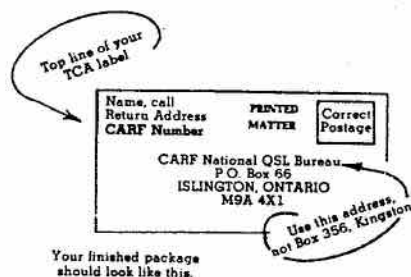 Top line of your
TCA label
Name, call
Return Address
CARF Number
PRINTED
MATTER
Correct
Postage
CARF National QSL Bureau
P.O. Box 66
ISLINGTON, ONTARIO
M9A 4X1
Use this address,
not Box 356, Kingston
Your finished package
should look like this.